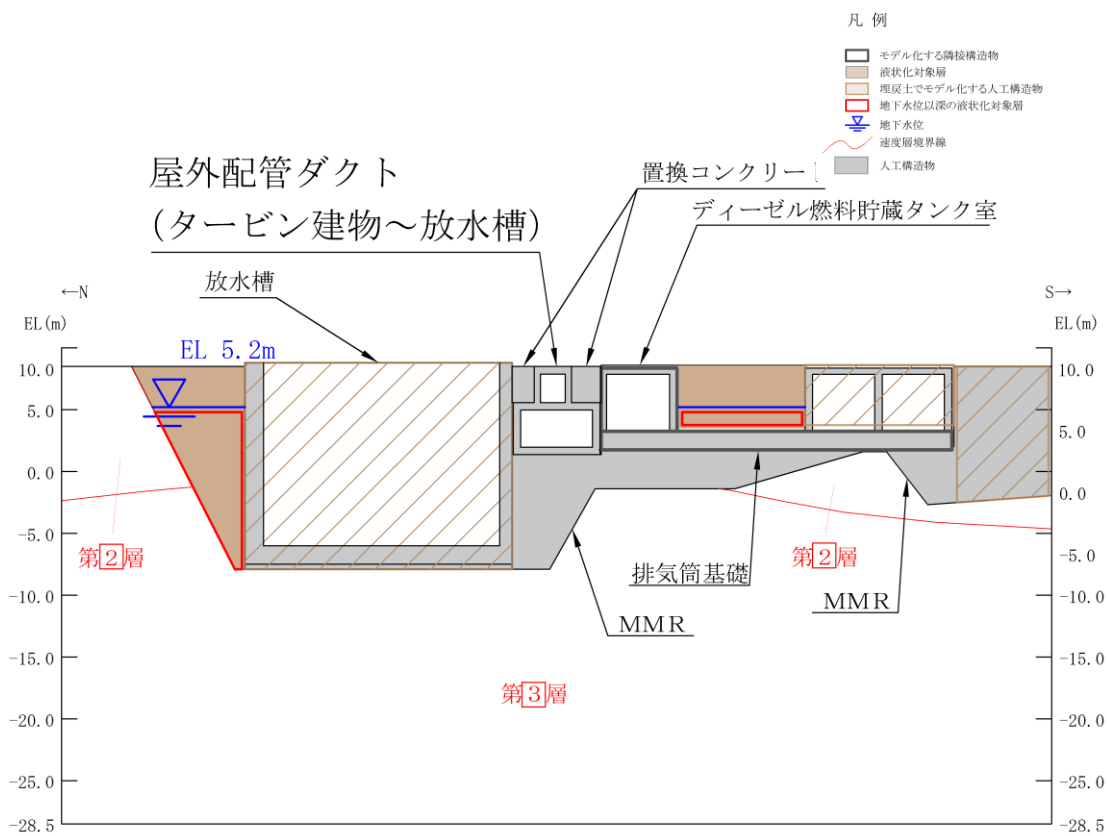 凡 例
モデル化する隣接構造物
液状化対象層
埋戻土でモデル化する人工構造物
地下水位以深の液状化対象層
地下水位
速度層境界線
人工構造物
屋外配管ダクト
(タービン建物～放水槽)
置換コンクリー
ディーゼル燃料貯蔵タンク室
放水槽
←N
S→
EL(m)
EL(m)
EL 5.2m
10.0
5.0
0.0
-5.0
-10.0
-15.0
-20.0
-25.0
-28.5
10.0
5.0
0.0
-5.0
-10.0
-15.0
-20.0
-25.0
-28.5
第2層
排気筒基礎
第2層
MMR
MMR
第3層